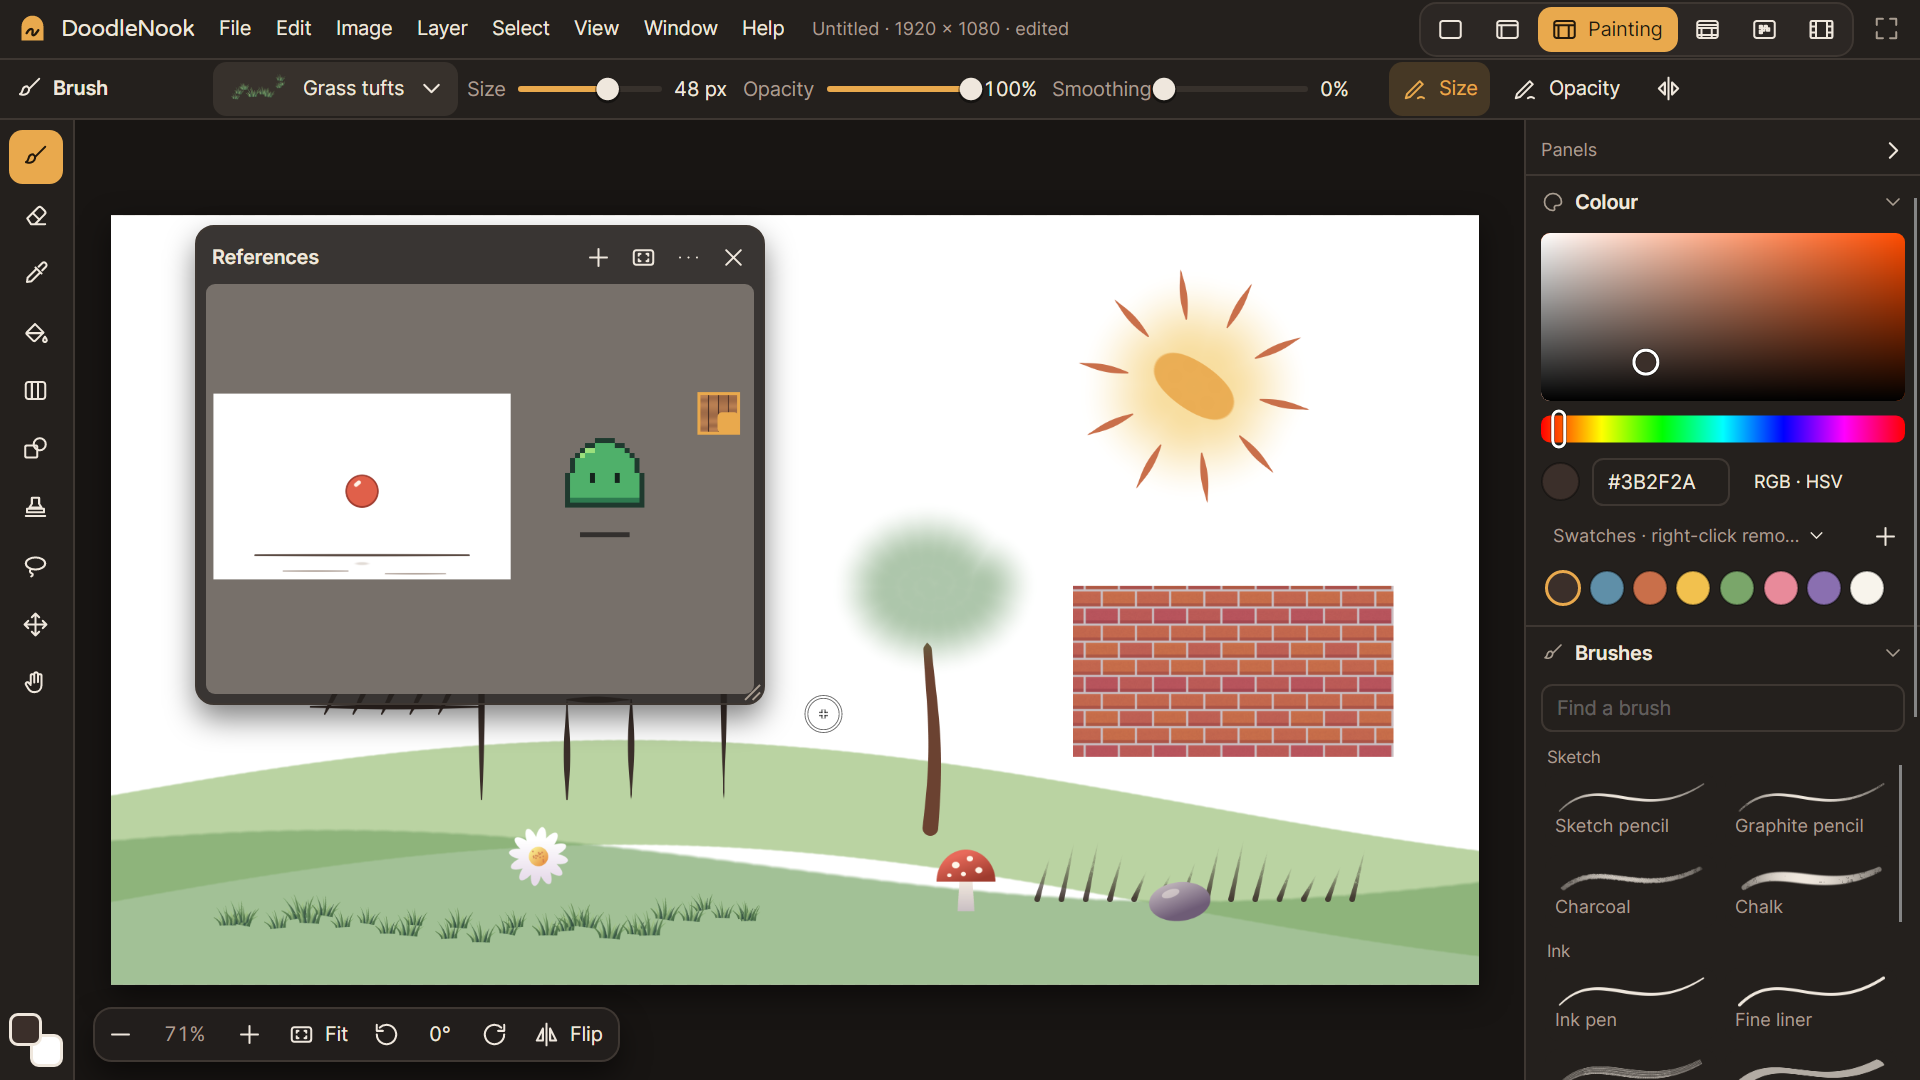 DoodleNook File Edit Image Layer Select View Window Help Untitled · 1920 × 1080 · edited Painting
Brush Grass tufts Size 48 px Opacity 100% Smoothing 0% Size Opacity
Panels
Colour
#3B2F2A RGB · HSV
Swatches · right-click remo...
Brushes
Find a brush
Sketch
Sketch pencil Graphite pencil
Charcoal Chalk
Ink
Ink pen Fine liner
References
71% Fit 0° Flip